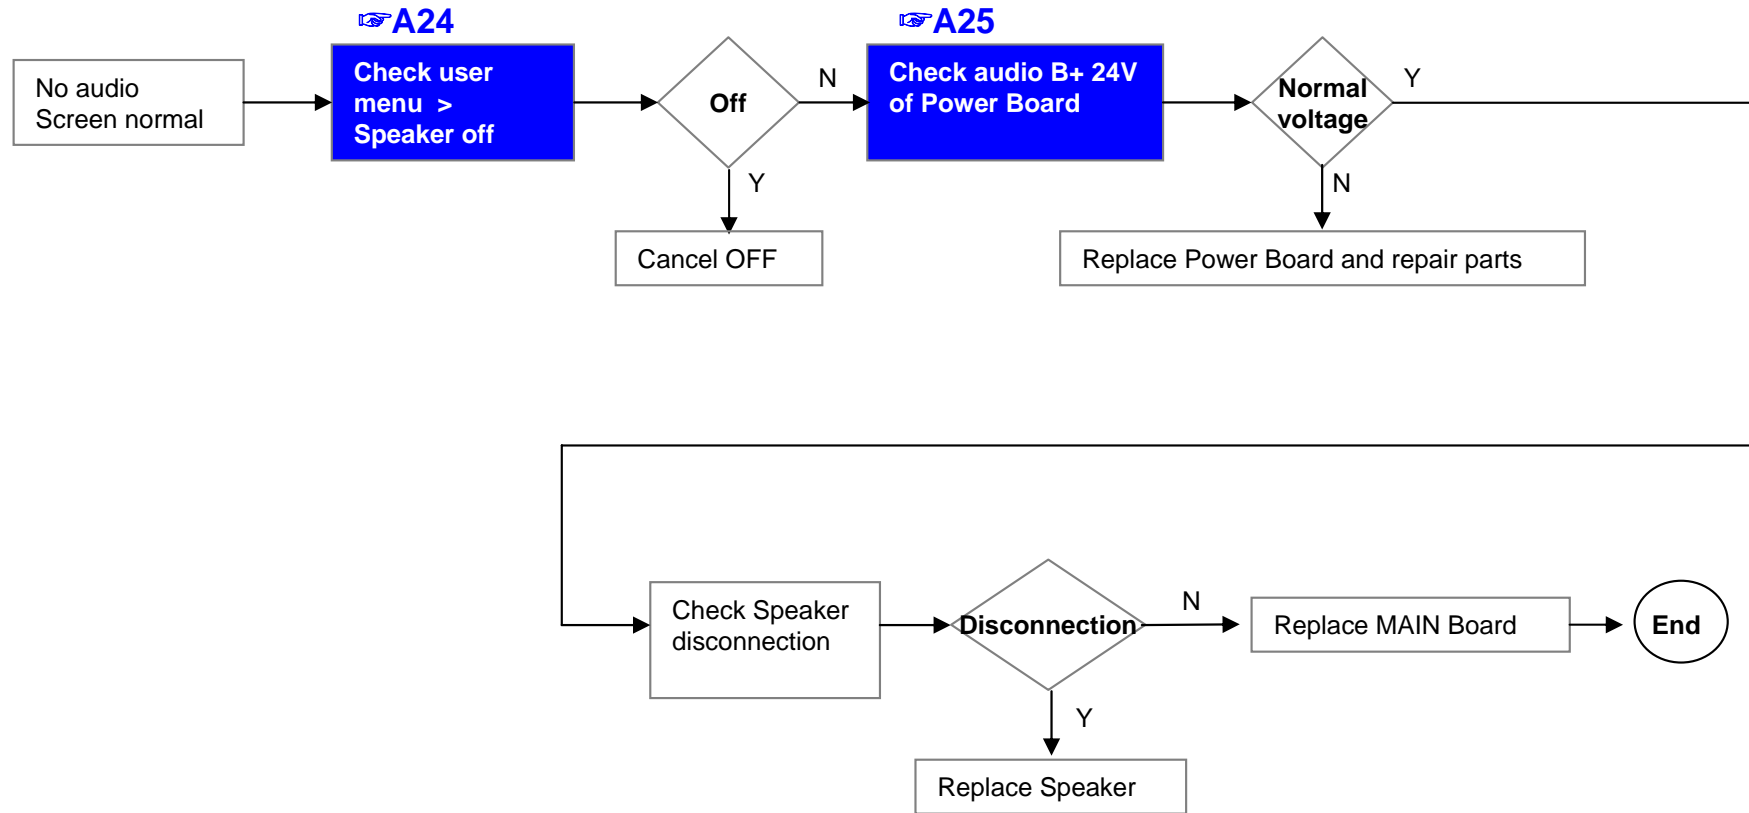 ☞A24
☞A25
No audio
Screen normal
Check user
menu >
Speaker off
Off
N
Check audio B+ 24V
of Power Board
Normal
voltage
Y
Y
N
Cancel OFF
Replace Power Board and repair parts
Check Speaker
disconnection
Disconnection
N
Replace MAIN Board
End
Y
Replace Speaker